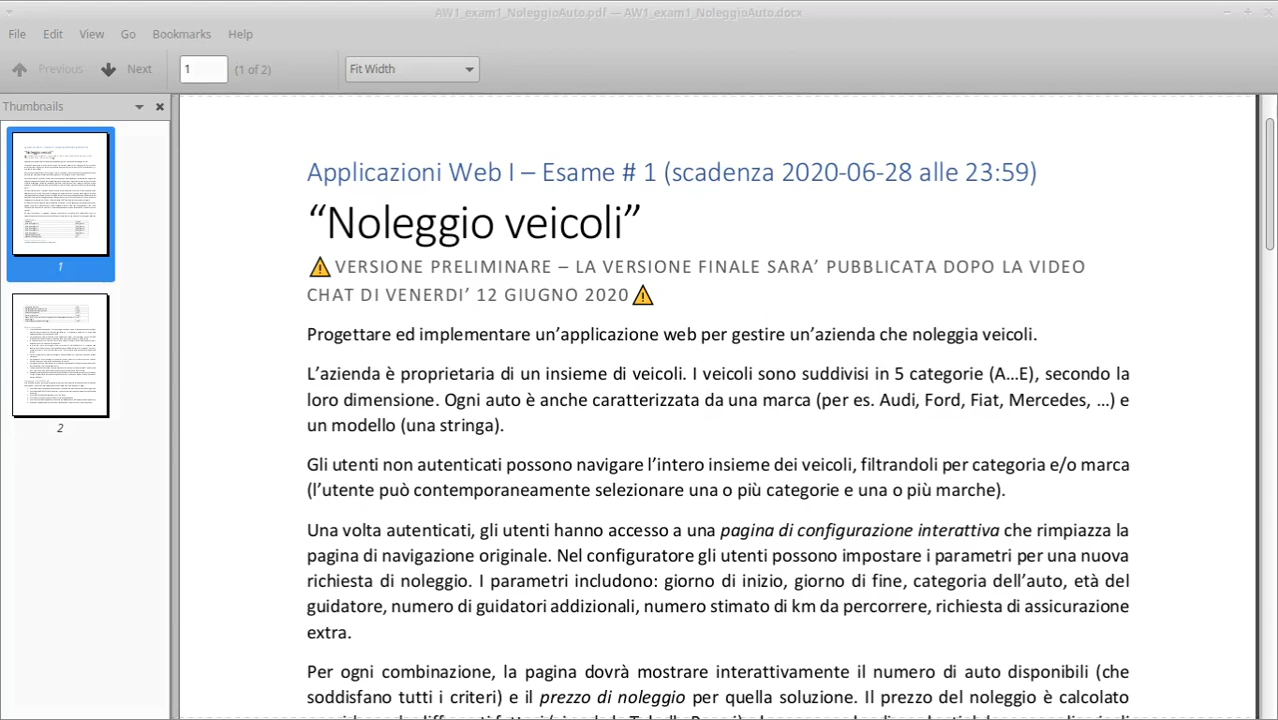 AW1_exam1_NoleggioAuto.pdf — AW1_exam1_NoleggioAuto.docx
File Edit View Go Bookmarks Help
Previous Next 1 (1 of 2) Fit Width
Thumbnails
1
2
Applicazioni Web I – Esame # 1 (scadenza 2020-06-28 alle 23:59)
“Noleggio veicoli”
⚠VERSIONE PRELIMINARE – LA VERSIONE FINALE SARA’ PUBBLICATA DOPO LA VIDEO
CHAT DI VENERDI’ 12 GIUGNO 2020⚠
Progettare ed implementare un’applicazione web per gestire un’azienda che noleggia veicoli.
L’azienda è proprietaria di un insieme di veicoli. I veicoli sono suddivisi in 5 categorie (A…E), secondo la
loro dimensione. Ogni auto è anche caratterizzata da una marca (per es. Audi, Ford, Fiat, Mercedes, …) e
un modello (una stringa).
Gli utenti non autenticati possono navigare l’intero insieme dei veicoli, filtrandoli per categoria e/o marca
(l’utente può contemporaneamente selezionare una o più categorie e una o più marche).
Una volta autenticati, gli utenti hanno accesso a una pagina di configurazione interattiva che rimpiazza la
pagina di navigazione originale. Nel configuratore gli utenti possono impostare i parametri per una nuova
richiesta di noleggio. I parametri includono: giorno di inizio, giorno di fine, categoria dell’auto, età del
guidatore, numero di guidatori addizionali, numero stimato di km da percorrere, richiesta di assicurazione
extra.
Per ogni combinazione, la pagina dovrà mostrare interattivamente il numero di auto disponibili (che
soddisfano tutti i criteri) e il prezzo di noleggio per quella soluzione. Il prezzo del noleggio è calcolato